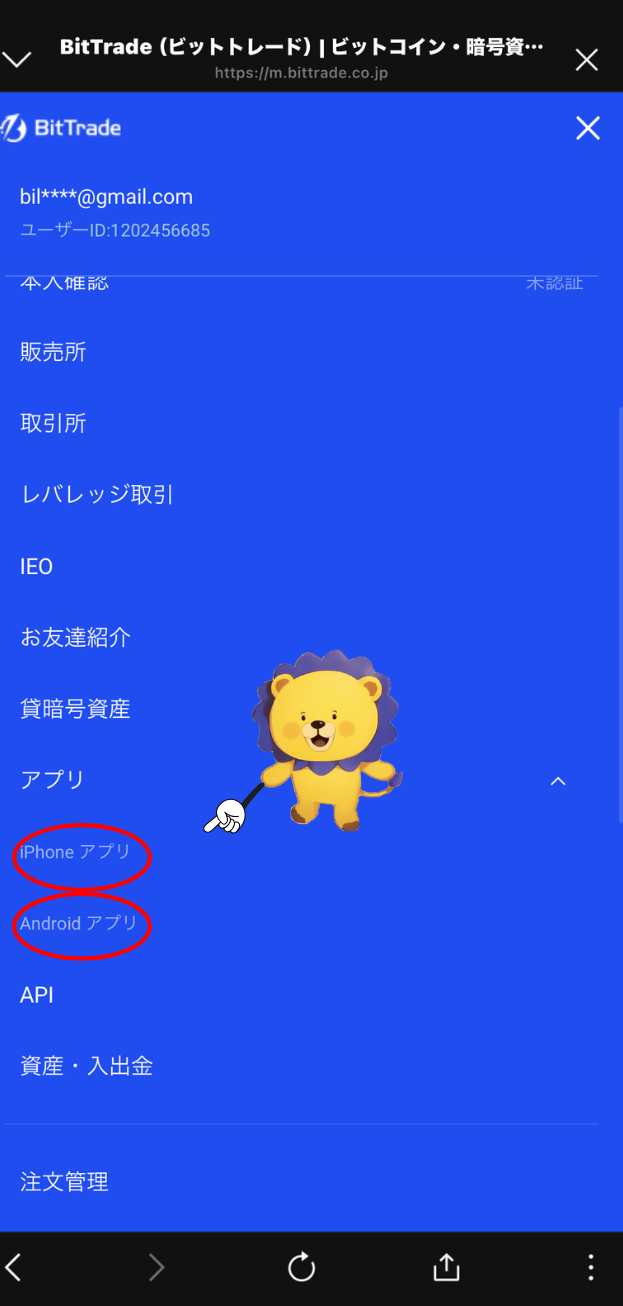 BitTrade（ビットトレード）| ビットコイン・暗号資…
https://m.bittrade.co.jp
BitTrade
bil****@gmail.com
ユーザーID:1202456685
本人確認 未認証
販売所
取引所
レバレッジ取引
IEO
お友達紹介
貸暗号資産
アプリ
iPhone アプリ
Android アプリ
API
資産・入出金
注文管理